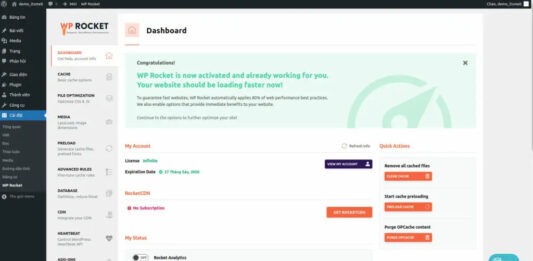 demo_itsmeit
1
Mới
WP Rocket
Chào, demo_itsmeit
Bảng tin
Bài viết
Media
Trang
Phản hồi
Giao diện
Plugin
Thành viên
Công cụ
Cài đặt
Tổng quan
Viết
Đọc
Thảo luận
Media
Đường dẫn tĩnh
Riêng tư
WP Rocket
Thu gọn menu
WP ROCKET
DASHBOARD
Get help, account info
CACHE
Basic cache options
FILE OPTIMIZATION
Optimize CSS & JS
MEDIA
LazyLoad, image
dimensions
PRELOAD
Generate cache files,
preload fonts
ADVANCED RULES
Fine-tune cache rules
DATABASE
Optimize, reduce bloat
CDN
Integrate your CDN
HEARTBEAT
Control WordPress
Heartbeat API
ADD-ONS
Dashboard
Congratulations!
WP Rocket is now activated and already working for you.
Your website should be loading faster now!
To guarantee fast websites, WP Rocket automatically applies 80% of web performance best practices.
We also enable options that provide immediate benefits to your website.
Continue to the options to further optimize your site!
My Account
Refresh info
License Infinite
VIEW MY ACCOUNT
Expiration Date
RocketCDN
No Subscription
GET ROCKETCDN
My Status
OFF
Rocket Analytics
Quick Actions
Remove all cached files
CLEAR CACHE
Start cache preloading
PRELOAD CACHE
Purge OPCache content
PURGE OPCACHE